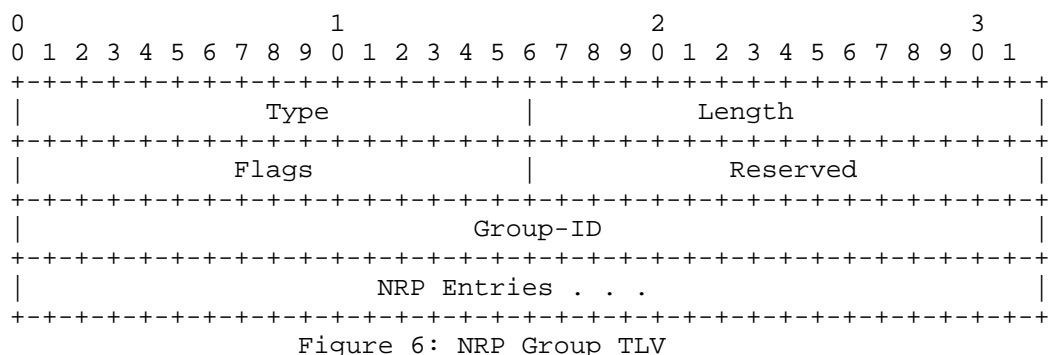 0                   1                   2                   3
0 1 2 3 4 5 6 7 8 9 0 1 2 3 4 5 6 7 8 9 0 1 2 3 4 5 6 7 8 9 0 1
+-+-+-+-+-+-+-+-+-+-+-+-+-+-+-+-+-+-+-+-+-+-+-+-+-+-+-+-+-+-+-+-+
|               Type            |          Length               |
+-+-+-+-+-+-+-+-+-+-+-+-+-+-+-+-+-+-+-+-+-+-+-+-+-+-+-+-+-+-+-+-+
|             Flags             |            Reserved           |
+-+-+-+-+-+-+-+-+-+-+-+-+-+-+-+-+-+-+-+-+-+-+-+-+-+-+-+-+-+-+-+-+
|                            Group-ID                           |
+-+-+-+-+-+-+-+-+-+-+-+-+-+-+-+-+-+-+-+-+-+-+-+-+-+-+-+-+-+-+-+-+
|                      NRP Entries . . .                        |
+-+-+-+-+-+-+-+-+-+-+-+-+-+-+-+-+-+-+-+-+-+-+-+-+-+-+-+-+-+-+-+-+
Figure 6: NRP Group TLV